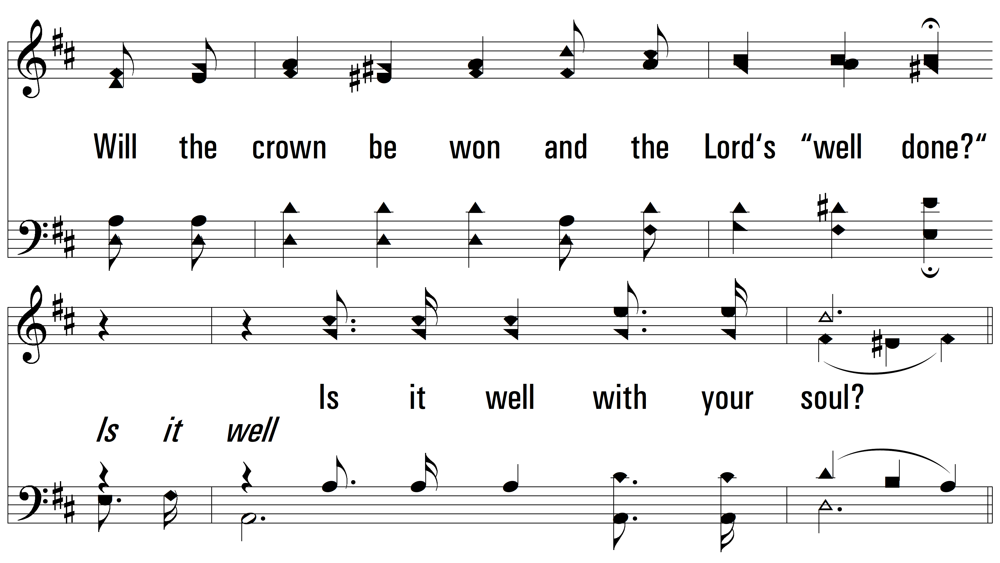 Will the crown be won and the Lord‘s “well done?“
Is it well with your soul?
Is it well